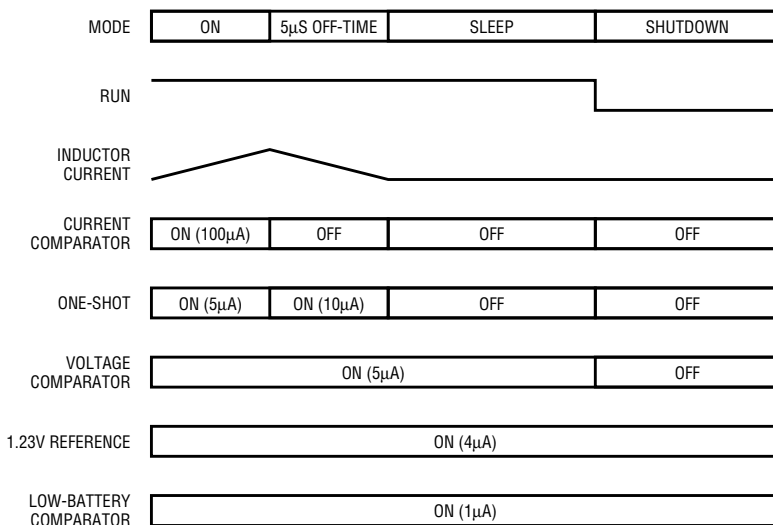 MODE ON 5µS OFF-TIME SLEEP SHUTDOWN
RUN
INDUCTOR
CURRENT
CURRENT
COMPARATOR
ON (100µA) OFF OFF OFF
ONE-SHOT ON (5µA) ON (10µA) OFF OFF
VOLTAGE
COMPARATOR
ON (5µA) OFF
1.23V REFERENCE ON (4µA)
LOW-BATTERY
COMPARATOR
ON (1µA)